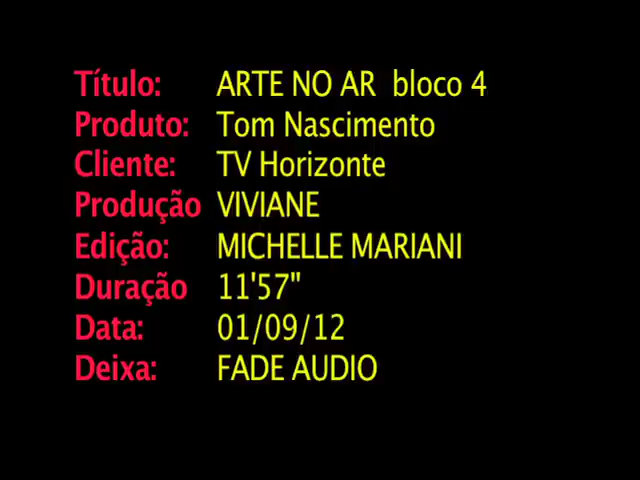 Título: ARTE NO AR bloco 4
Produto: Tom Nascimento
Cliente: TV Horizonte
Produção VIVIANE
Edição: MICHELLE MARIANI
Duração 11'57"
Data: 01/09/12
Deixa: FADE AUDIO